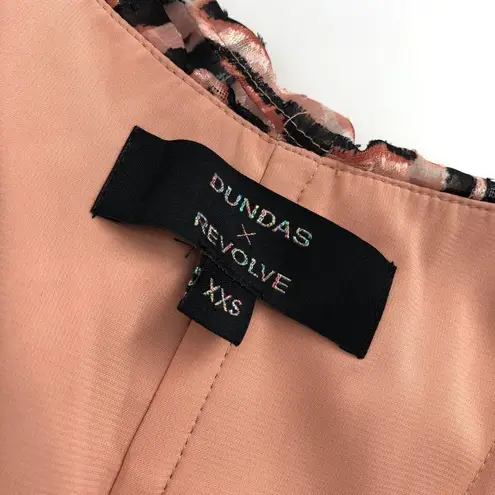 DUNDAS
×
REVOLVE
XXS